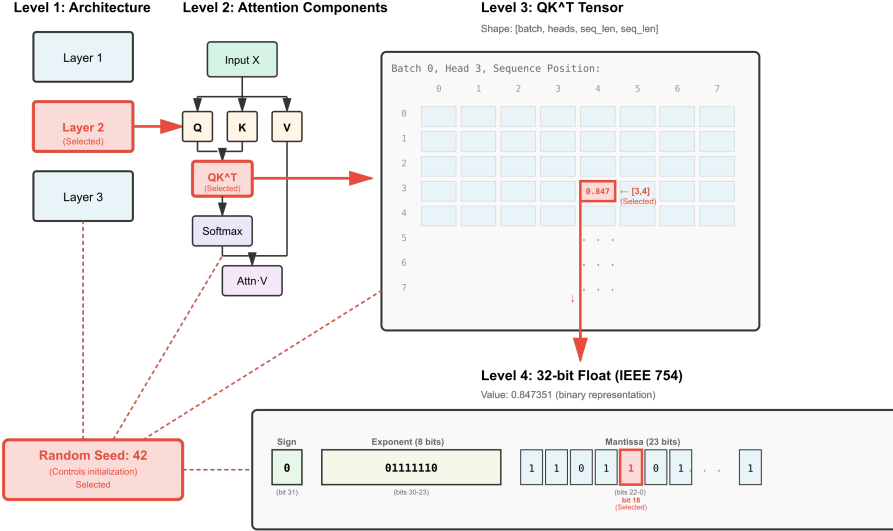 Level 1: Architecture
Level 2: Attention Components
Level 3: QK^T Tensor
Shape: [batch, heads, seq_len, seq_len]
Layer 1
Layer 2
(Selected)
Layer 3
Input X
Q K V
QK^T
(Selected)
Softmax
Attn·V
Batch 0, Head 3, Sequence Position:
0 1 2 3 4 5 6 7
0
1
2
3 0.847 ← [3,4]
(Selected)
4
5 . . .
6 . . .
7 . . .
↓
Level 4: 32-bit Float (IEEE 754)
Value: 0.847351 (binary representation)
Random Seed: 42
(Controls initialization)
Selected
Sign Exponent (8 bits) Mantissa (23 bits)
0 01111110 1 1 0 1 1 0 1 . . . 1
(bit 31) (bits 30-23) (bits 22-0)
bit 18
(Selected)